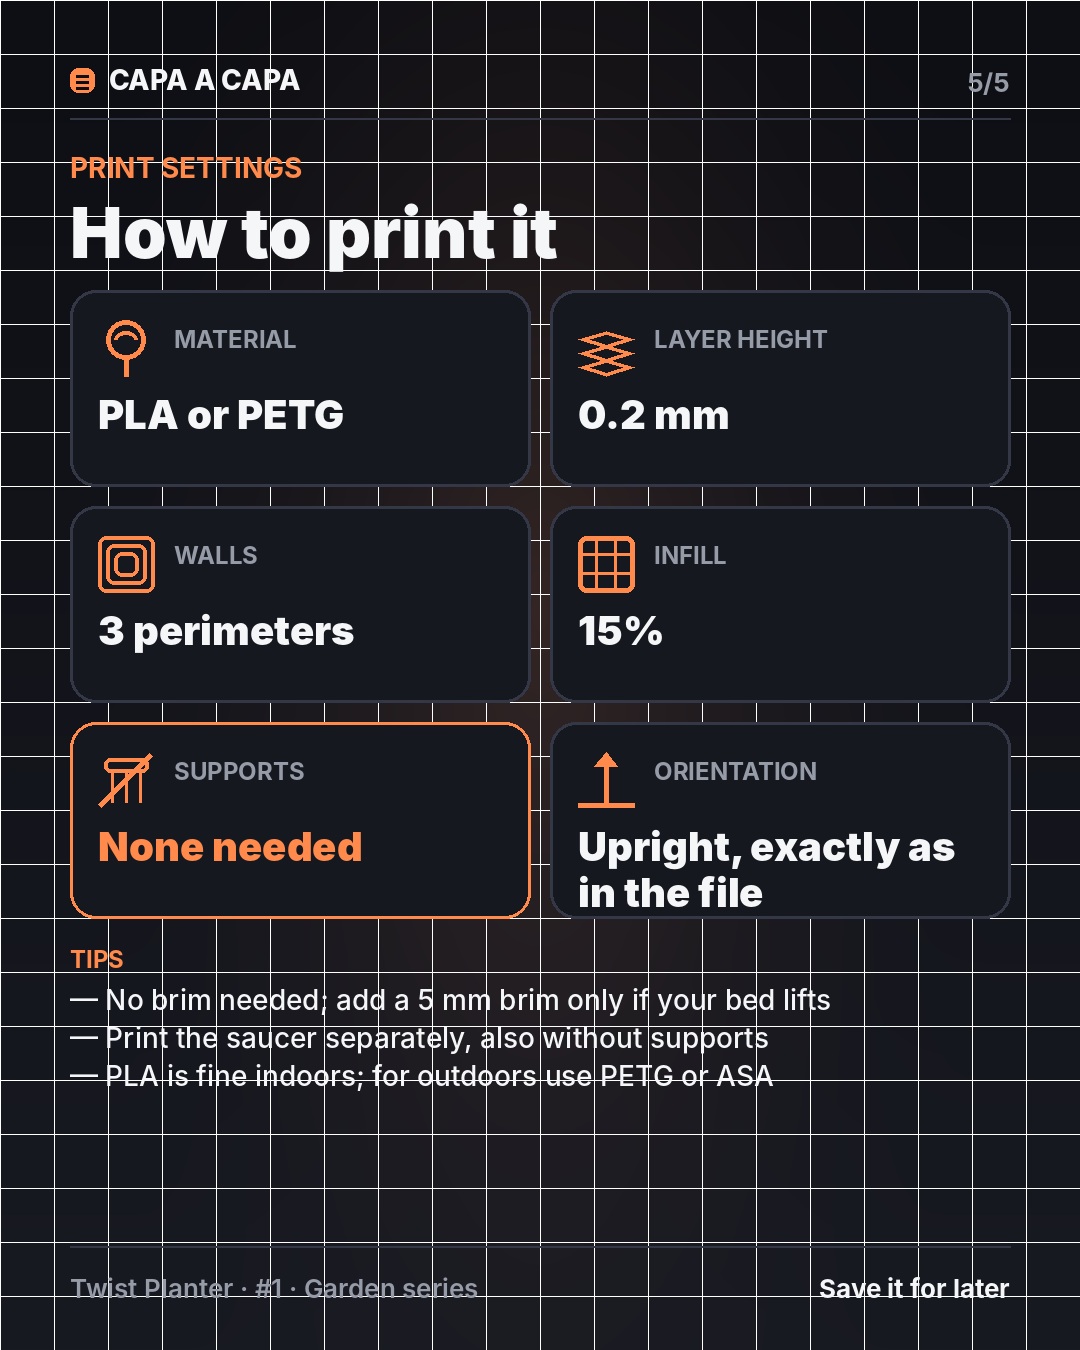 CAPA A CAPA
5/5
PRINT SETTINGS
How to print it
MATERIAL
PLA or PETG
LAYER HEIGHT
0.2 mm
WALLS
3 perimeters
INFILL
15%
SUPPORTS
None needed
ORIENTATION
Upright, exactly as
in the file
TIPS
— No brim needed; add a 5 mm brim only if your bed lifts
— Print the saucer separately, also without supports
— PLA is fine indoors; for outdoors use PETG or ASA
Twist Planter · #1 · Garden series
Save it for later